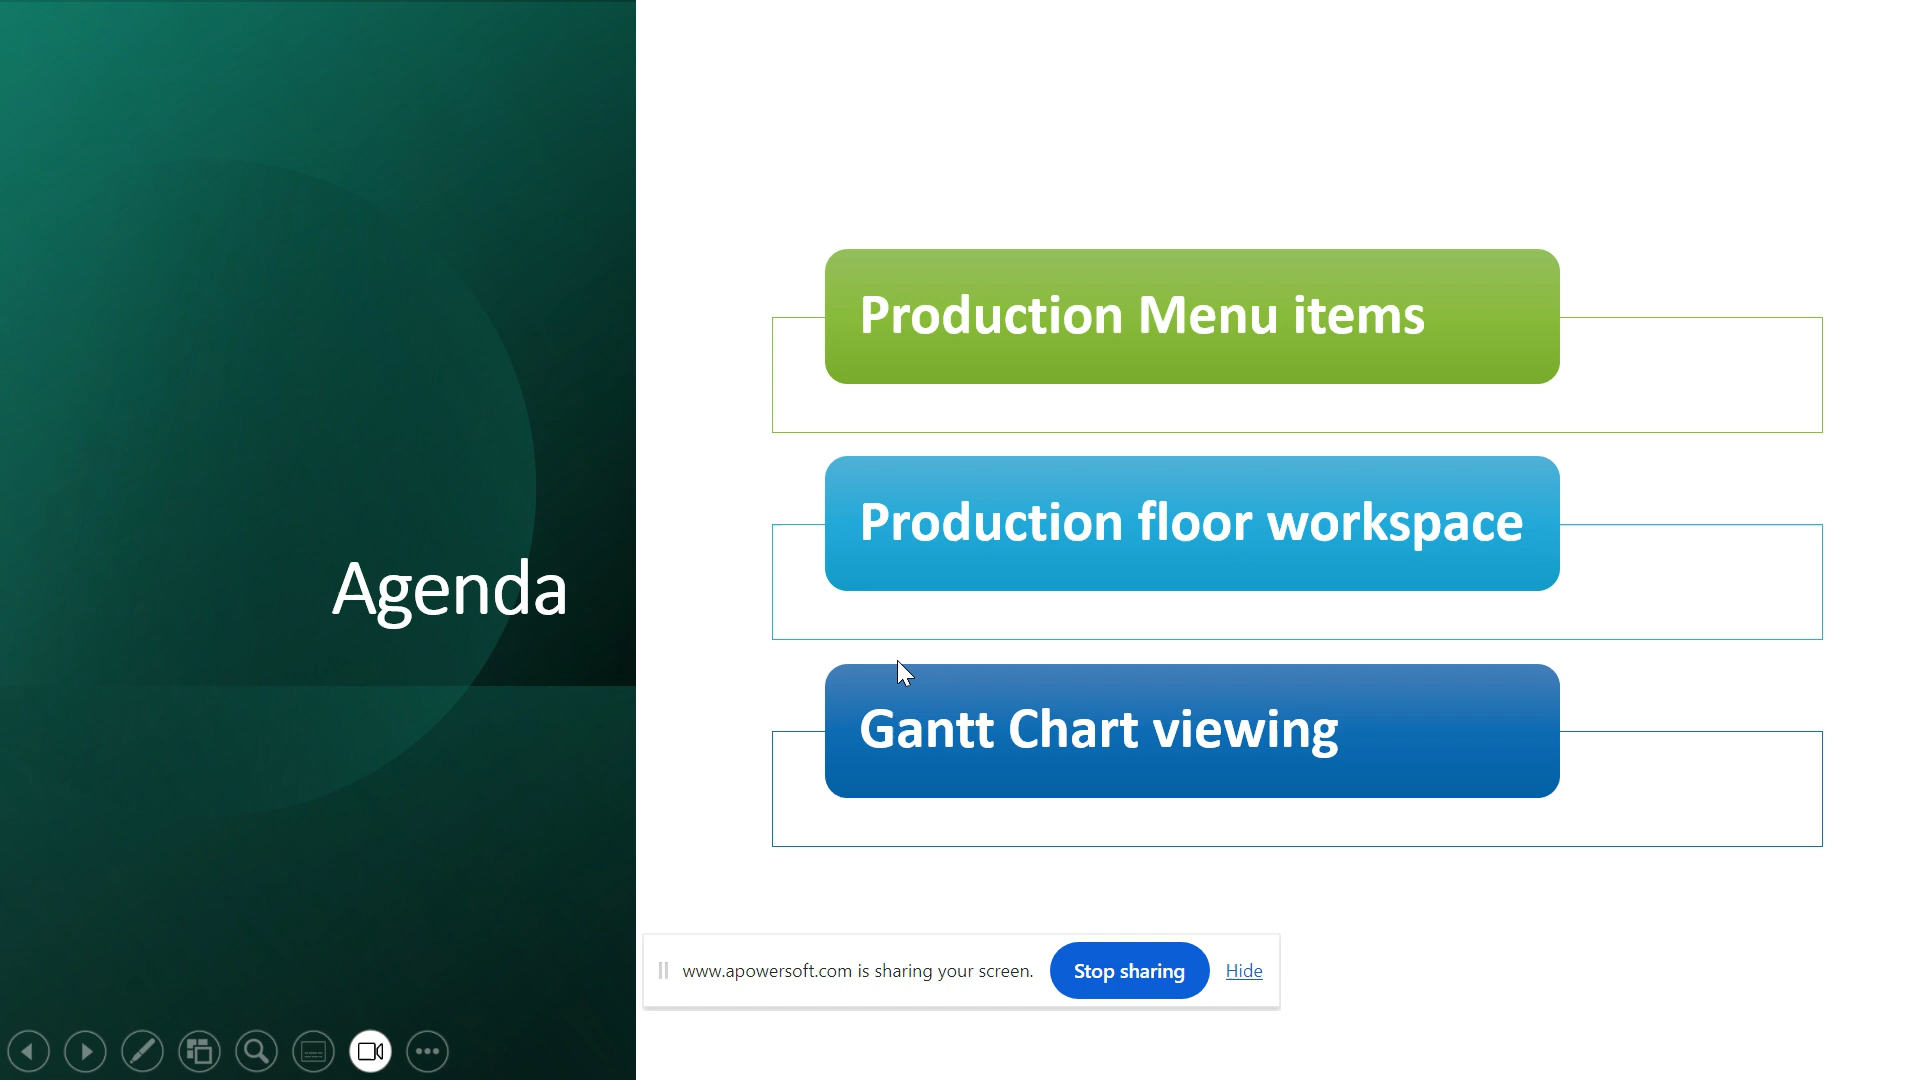 Agenda
Production Menu items
Production floor workspace
Gantt Chart viewing
www.apowersoft.com is sharing your screen. Stop sharing Hide